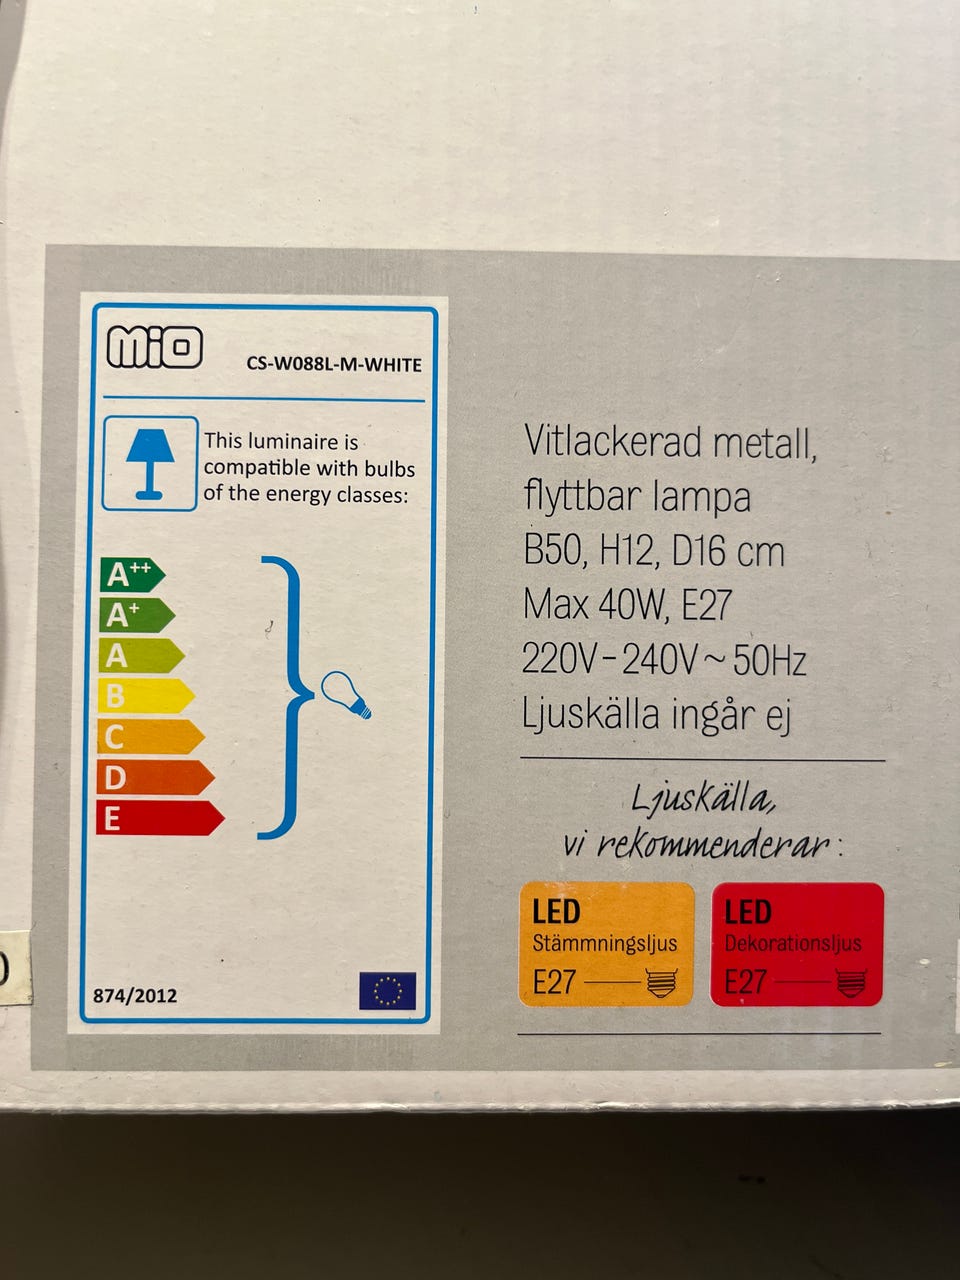 mio
CS-W088L-M-WHITE
This luminaire is
compatible with bulbs
of the energy classes:
A++
A+
A
B
C
D
E
874/2012
Vitlackerad metall,
flyttbar lampa
B50, H12, D16 cm
Max 40W, E27
220V-240V~50Hz
Ljuskälla ingår ej
Ljuskälla,
vi rekommenderar:
LED
Stämmningsljus
E27
LED
Dekorationsljus
E27